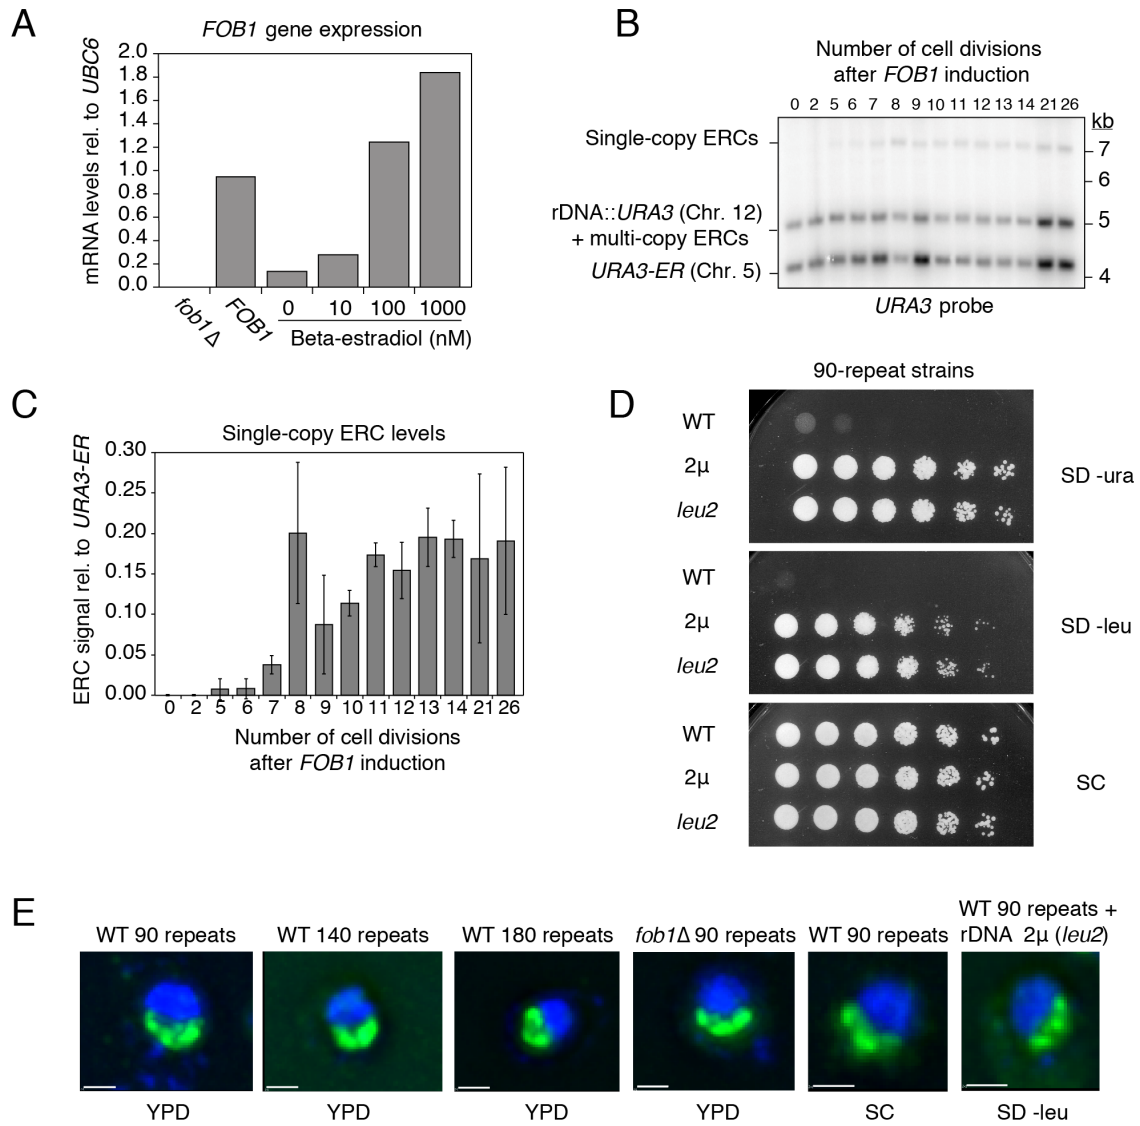 A
FOB1 gene expression
mRNA levels rel. to UBC6
2.0
1.8
1.6
1.4
1.2
1.0
0.8
0.6
0.4
0.2
0.0
fob1Δ
FOB1
0 10 100 1000
Beta-estradiol (nM)
B
Number of cell divisions
after FOB1 induction
0 2 5 6 7 8 9 10 11 12 13 14 21 26
kb
Single-copy ERCs
7
6
rDNA::URA3 (Chr. 12)
5
+ multi-copy ERCs
URA3-ER (Chr. 5)
4
URA3 probe
C
Single-copy ERC levels
ERC signal rel. to URA3-ER
0.30
0.25
0.20
0.15
0.10
0.05
0.00
0 2 5 6 7 8 9 10 11 12 13 14 21 26
Number of cell divisions
after FOB1 induction
D
90-repeat strains
WT
2µ
leu2
SD -ura
WT
2µ
leu2
SD -leu
WT
2µ
leu2
SC
E
WT 90 repeats
WT 140 repeats
WT 180 repeats
fob1Δ 90 repeats
WT 90 repeats
WT 90 repeats +
rDNA 2µ (leu2)
YPD
YPD
YPD
YPD
SC
SD -leu